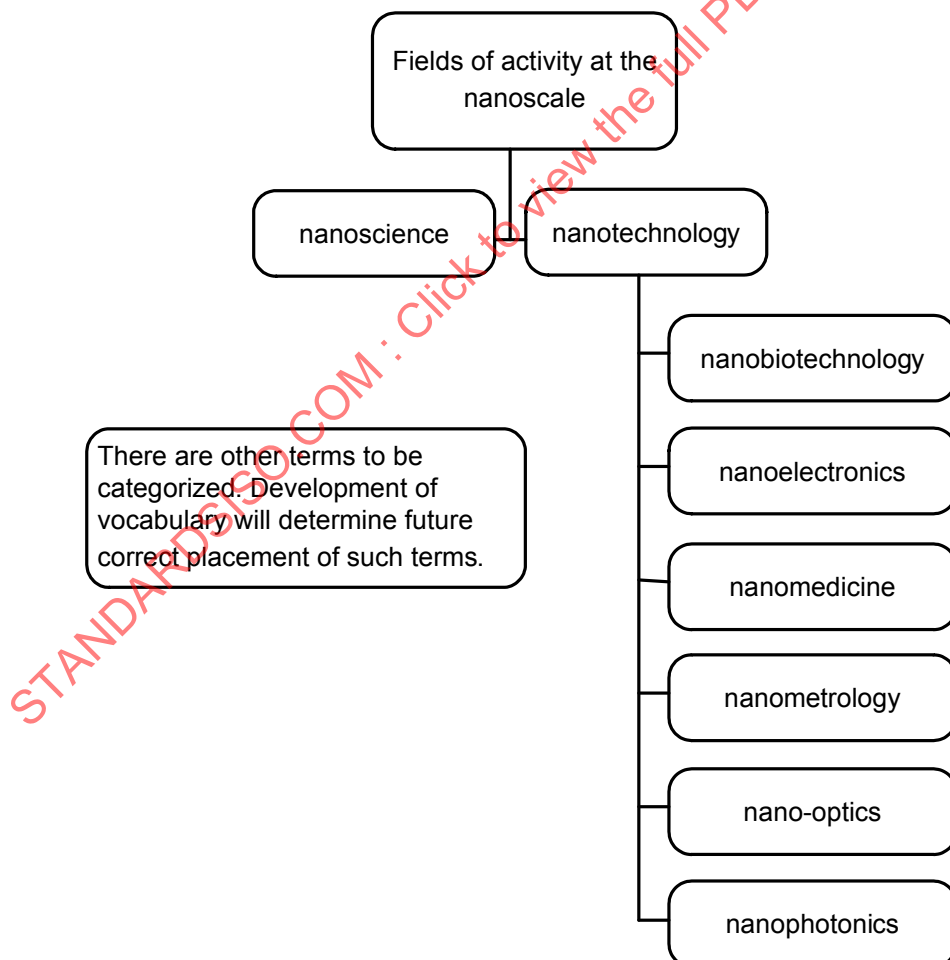 Fields of activity at the
nanoscale
nanoscience
nanotechnology
nanobiotechnology
nanoelectronics
There are other terms to be
categorized. Development of
vocabulary will determine future
correct placement of such terms.
nanomedicine
nanometrology
nano-optics
nanophotonics
STANDARDSISO.COM : Click to view the full